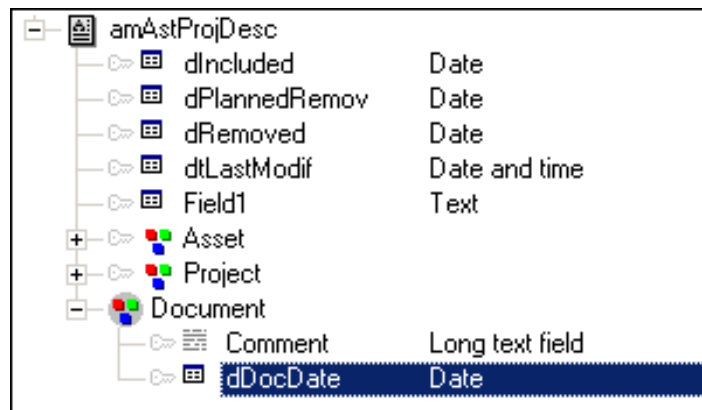 amAstProjDesc
dIncluded Date
dPlannedRemov Date
dRemoved Date
dtLastModif Date and time
Field1 Text
Asset
Project
Document
Comment Long text field
dDocDate Date